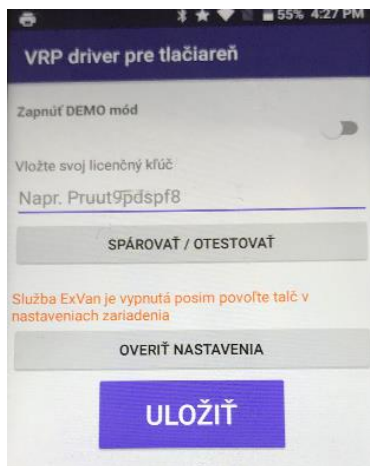 55% 4:27 PM
VRP driver pre tlačiareň
Zapnúť DEMO mód
Vložte svoj licenčný kľúč
Napr. Pruut9pdspf8
SPÁROVAŤ / OTESTOVAŤ
Služba ExVan je vypnutá posim povoľte talč v
nastaveniach zariadenia
OVERIŤ NASTAVENIA
ULOŽIŤ